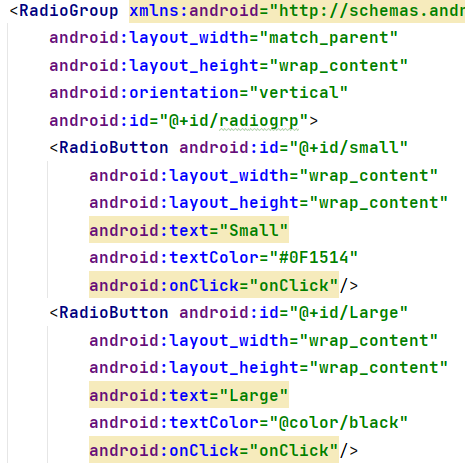 <RadioGroup xmlns:android="http://schemas.andr
android:layout_width="match_parent"
android:layout_height="wrap_content"
android:orientation="vertical"
android:id="@+id/radiogrp">
<RadioButton android:id="@+id/small"
android:layout_width="wrap_content"
android:layout_height="wrap_content"
android:text="Small"
android:textColor="#0F1514"
android:onClick="onClick"/>
<RadioButton android:id="@+id/Large"
android:layout_width="wrap_content"
android:layout_height="wrap_content"
android:text="Large"
android:textColor="@color/black"
android:onClick="onClick"/>